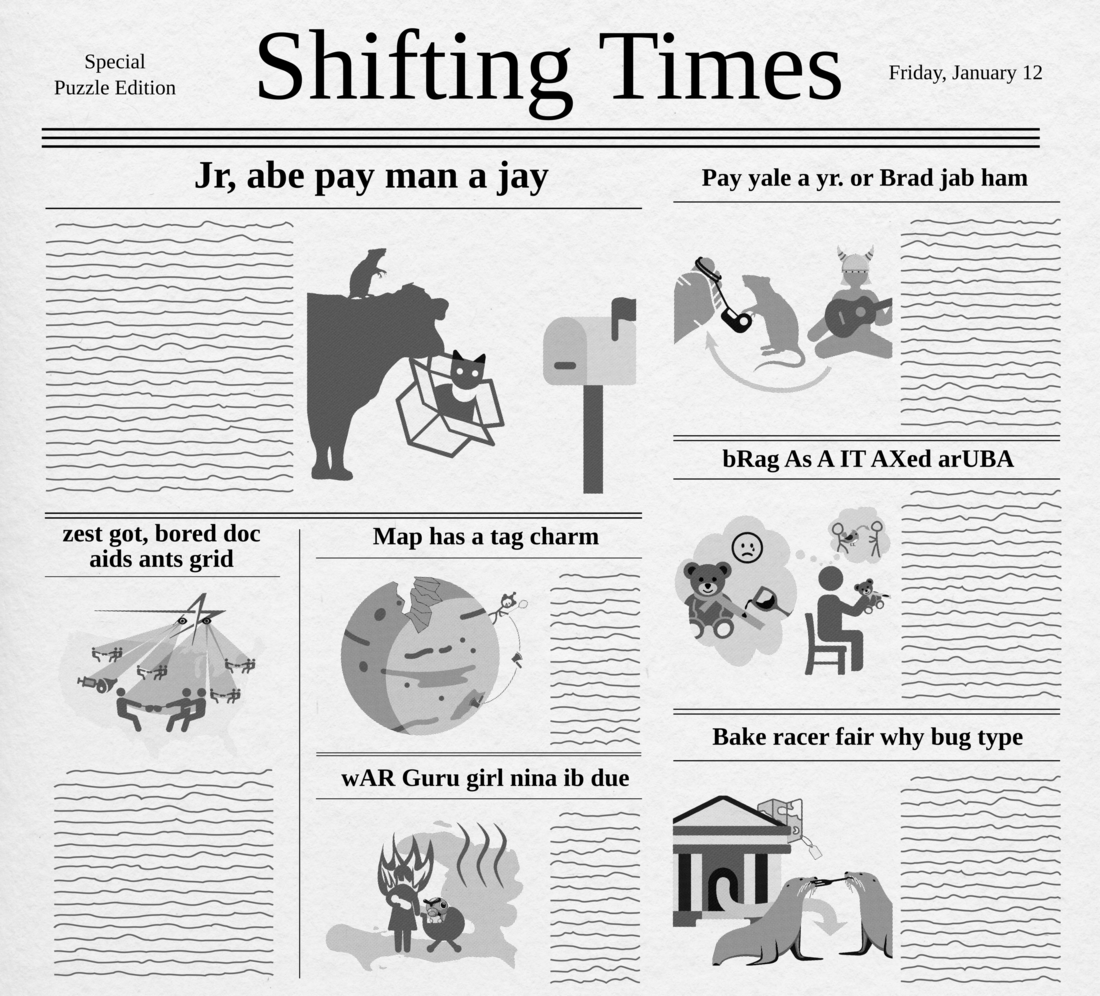 Special
Puzzle Edition
Shifting Times
Friday, January 12
Jr, abe pay man a jay
Pay yale a yr. or Brad jab ham
bRag As A IT AXed arUBA
zest got, bored doc
aids ants grid
Map has a tag charm
wAR Guru girl nina ib due
Bake racer fair why bug type